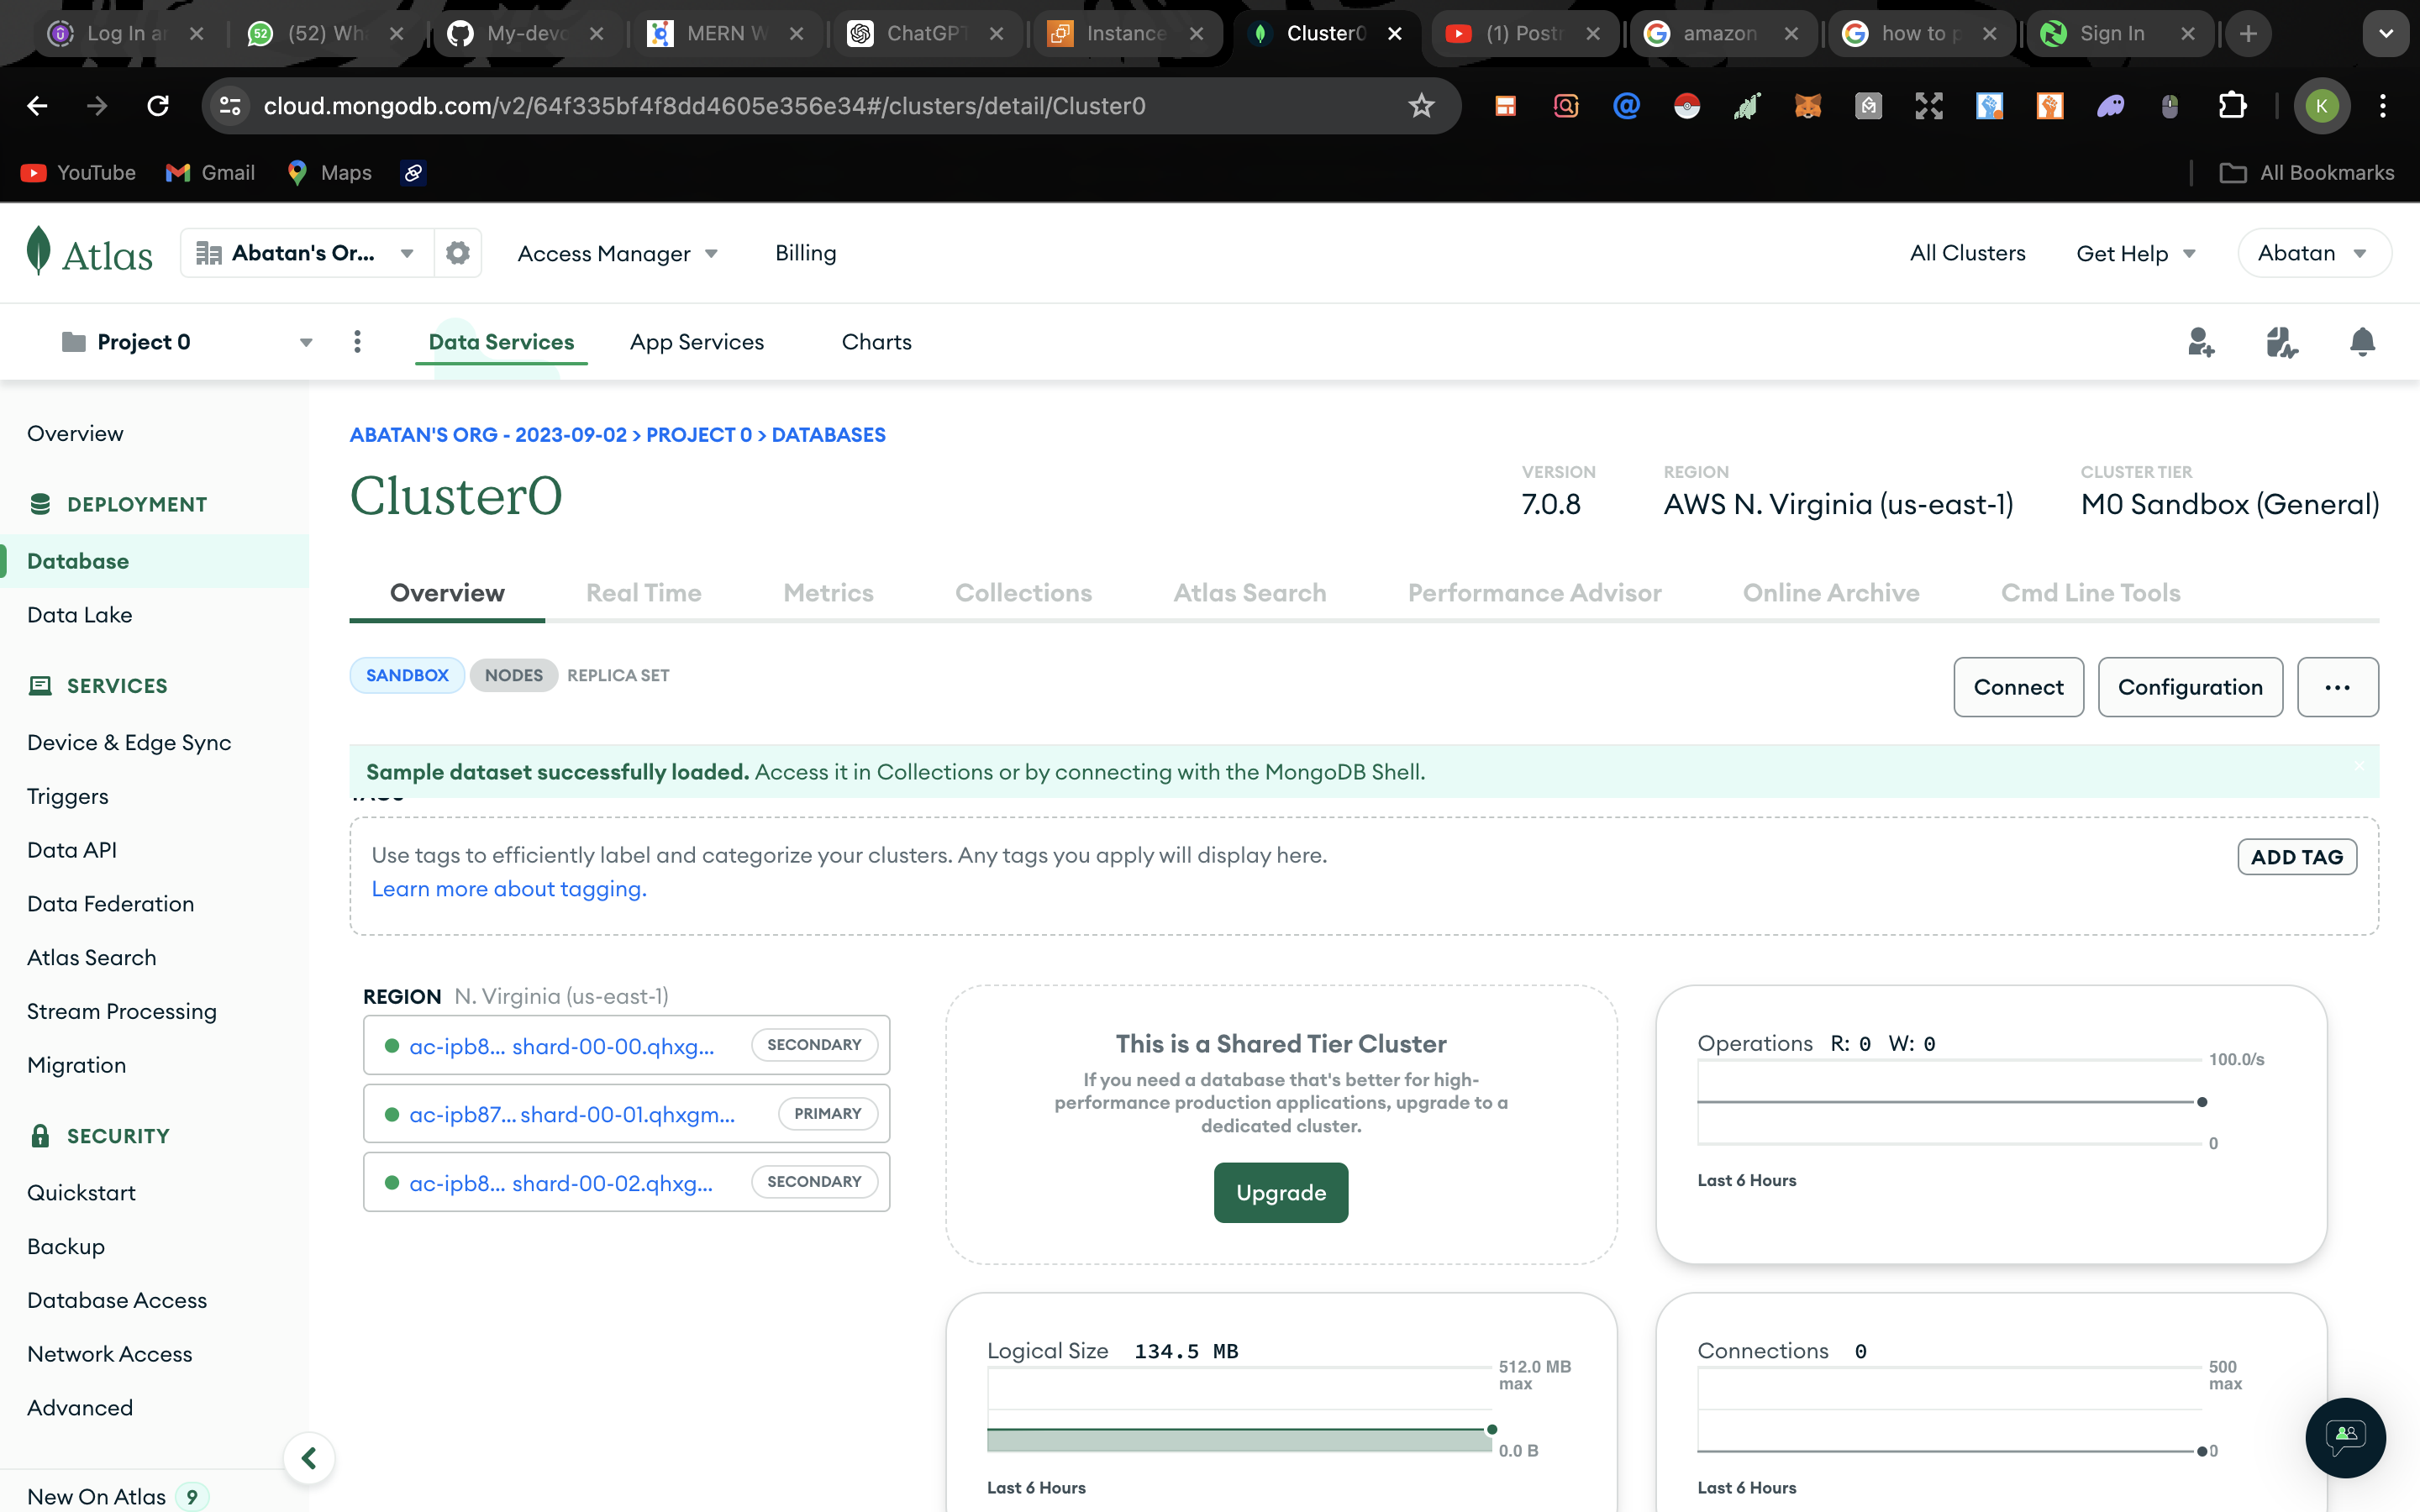 Log In a
(52) Wh
My-devo
MERN W
ChatGPT
Instance
Cluster0
(1) Postr
amazon
how to p
Sign In
cloud.mongodb.com/v2/64f335bf4f8dd4605e356e34#/clusters/detail/Cluster0
K
YouTube
Gmail
Maps
All Bookmarks
Atlas
Abatan's Or...
Access Manager
Billing
All Clusters
Get Help
Abatan
Project 0
Data Services
App Services
Charts
Overview
DEPLOYMENT
Database
Data Lake
SERVICES
Device & Edge Sync
Triggers
Data API
Data Federation
Atlas Search
Stream Processing
Migration
SECURITY
Quickstart
Backup
Database Access
Network Access
Advanced
New On Atlas 9
ABATAN'S ORG - 2023-09-02 > PROJECT 0 > DATABASES
Cluster0
VERSION
7.0.8
REGION
AWS N. Virginia (us-east-1)
CLUSTER TIER
M0 Sandbox (General)
Overview
Real Time
Metrics
Collections
Atlas Search
Performance Advisor
Online Archive
Cmd Line Tools
SANDBOX
NODES
REPLICA SET
Connect
Configuration
...
Sample dataset successfully loaded. Access it in Collections or by connecting with the MongoDB Shell.
Use tags to efficiently label and categorize your clusters. Any tags you apply will display here.
Learn more about tagging.
ADD TAG
REGION N. Virginia (us-east-1)
ac-ipb8... shard-00-00.qhxg... SECONDARY
ac-ipb87... shard-00-01.qhxgm... PRIMARY
ac-ipb8... shard-00-02.qhxg... SECONDARY
This is a Shared Tier Cluster
If you need a database that's better for high-
performance production applications, upgrade to a
dedicated cluster.
Upgrade
Operations R: 0 W: 0
100.0/s
0
Last 6 Hours
Logical Size 134.5 MB
512.0 MB
max
0.0 B
Last 6 Hours
Connections 0
500
max
0
Last 6 Hours